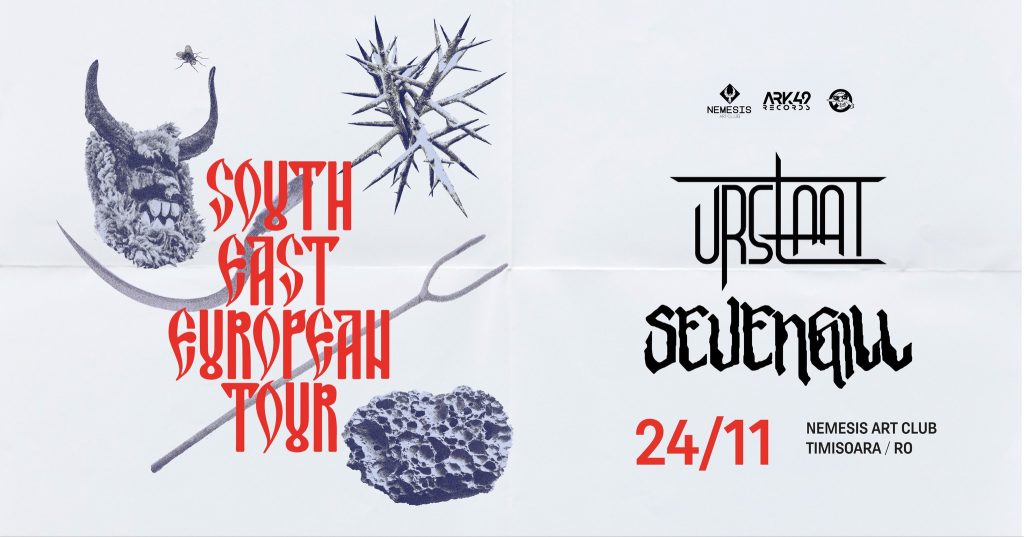 SOUTH
EAST
EUROPEAN
TOUR
NEMESIS
ART CLUB
ARK49
RECORDS
URSTAAT
SEVENGILL
24/11
NEMESIS ART CLUB
TIMISOARA / RO